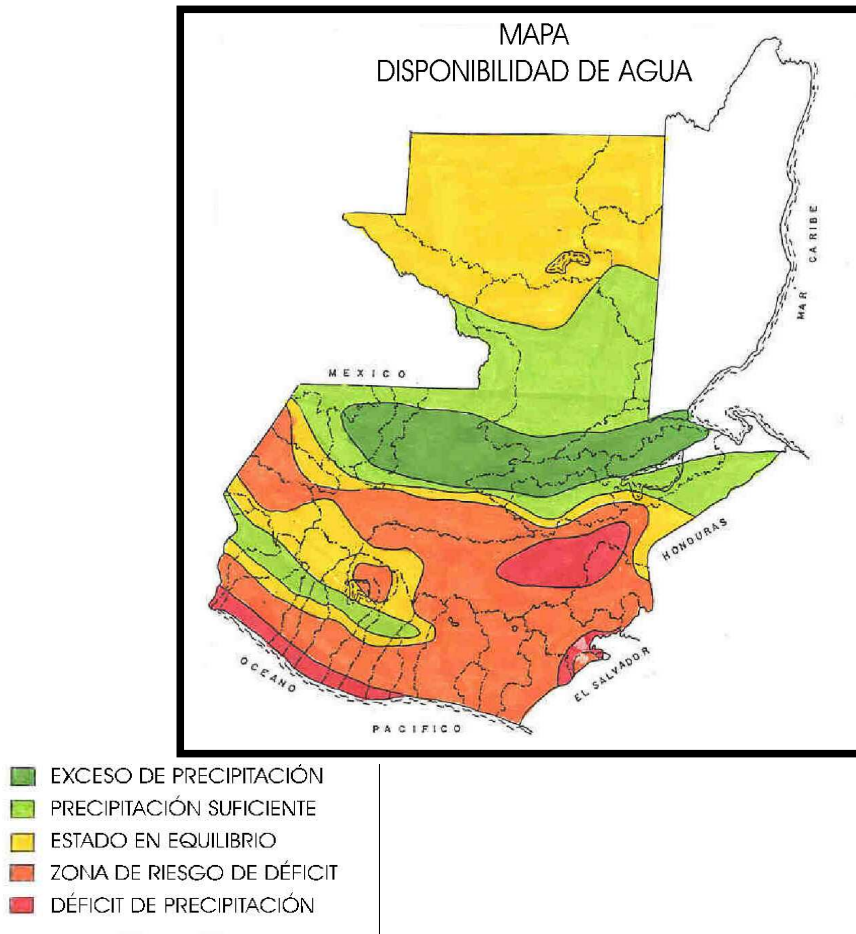 MAPA
DISPONIBILIDAD DE AGUA
MAR CARIBE
MEXICO
HONDURAS
EL SALVADOR
OCEANO
PACIFICO
EXCESO DE PRECIPITACIÓN
PRECIPITACIÓN SUFICIENTE
ESTADO EN EQUILIBRIO
ZONA DE RIESGO DE DÉFICIT
DÉFICIT DE PRECIPITACIÓN